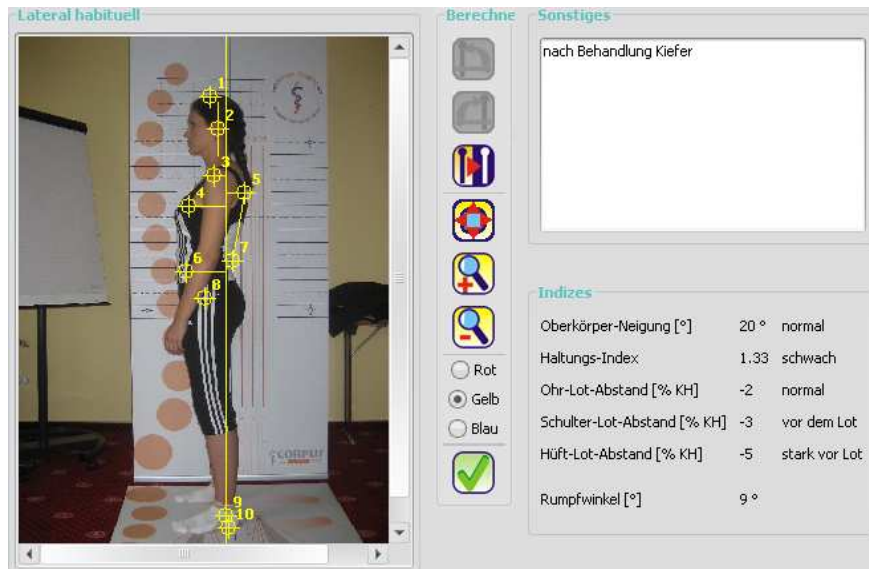 Lateral habituell
Berechne
Sonstiges
nach Behandlung Kiefer
1
2
3
4
5
6
7
8
9
10
Rot
Gelb
Blau
Indizes
Oberkörper-Neigung [°] 20 ° normal
Haltungs-Index 1.33 schwach
Ohr-Lot-Abstand [% KH] -2 normal
Schulter-Lot-Abstand [% KH] -3 vor dem Lot
Hüft-Lot-Abstand [% KH] -5 stark vor Lot
Rumpfwinkel [°] 9 °
CORPUS